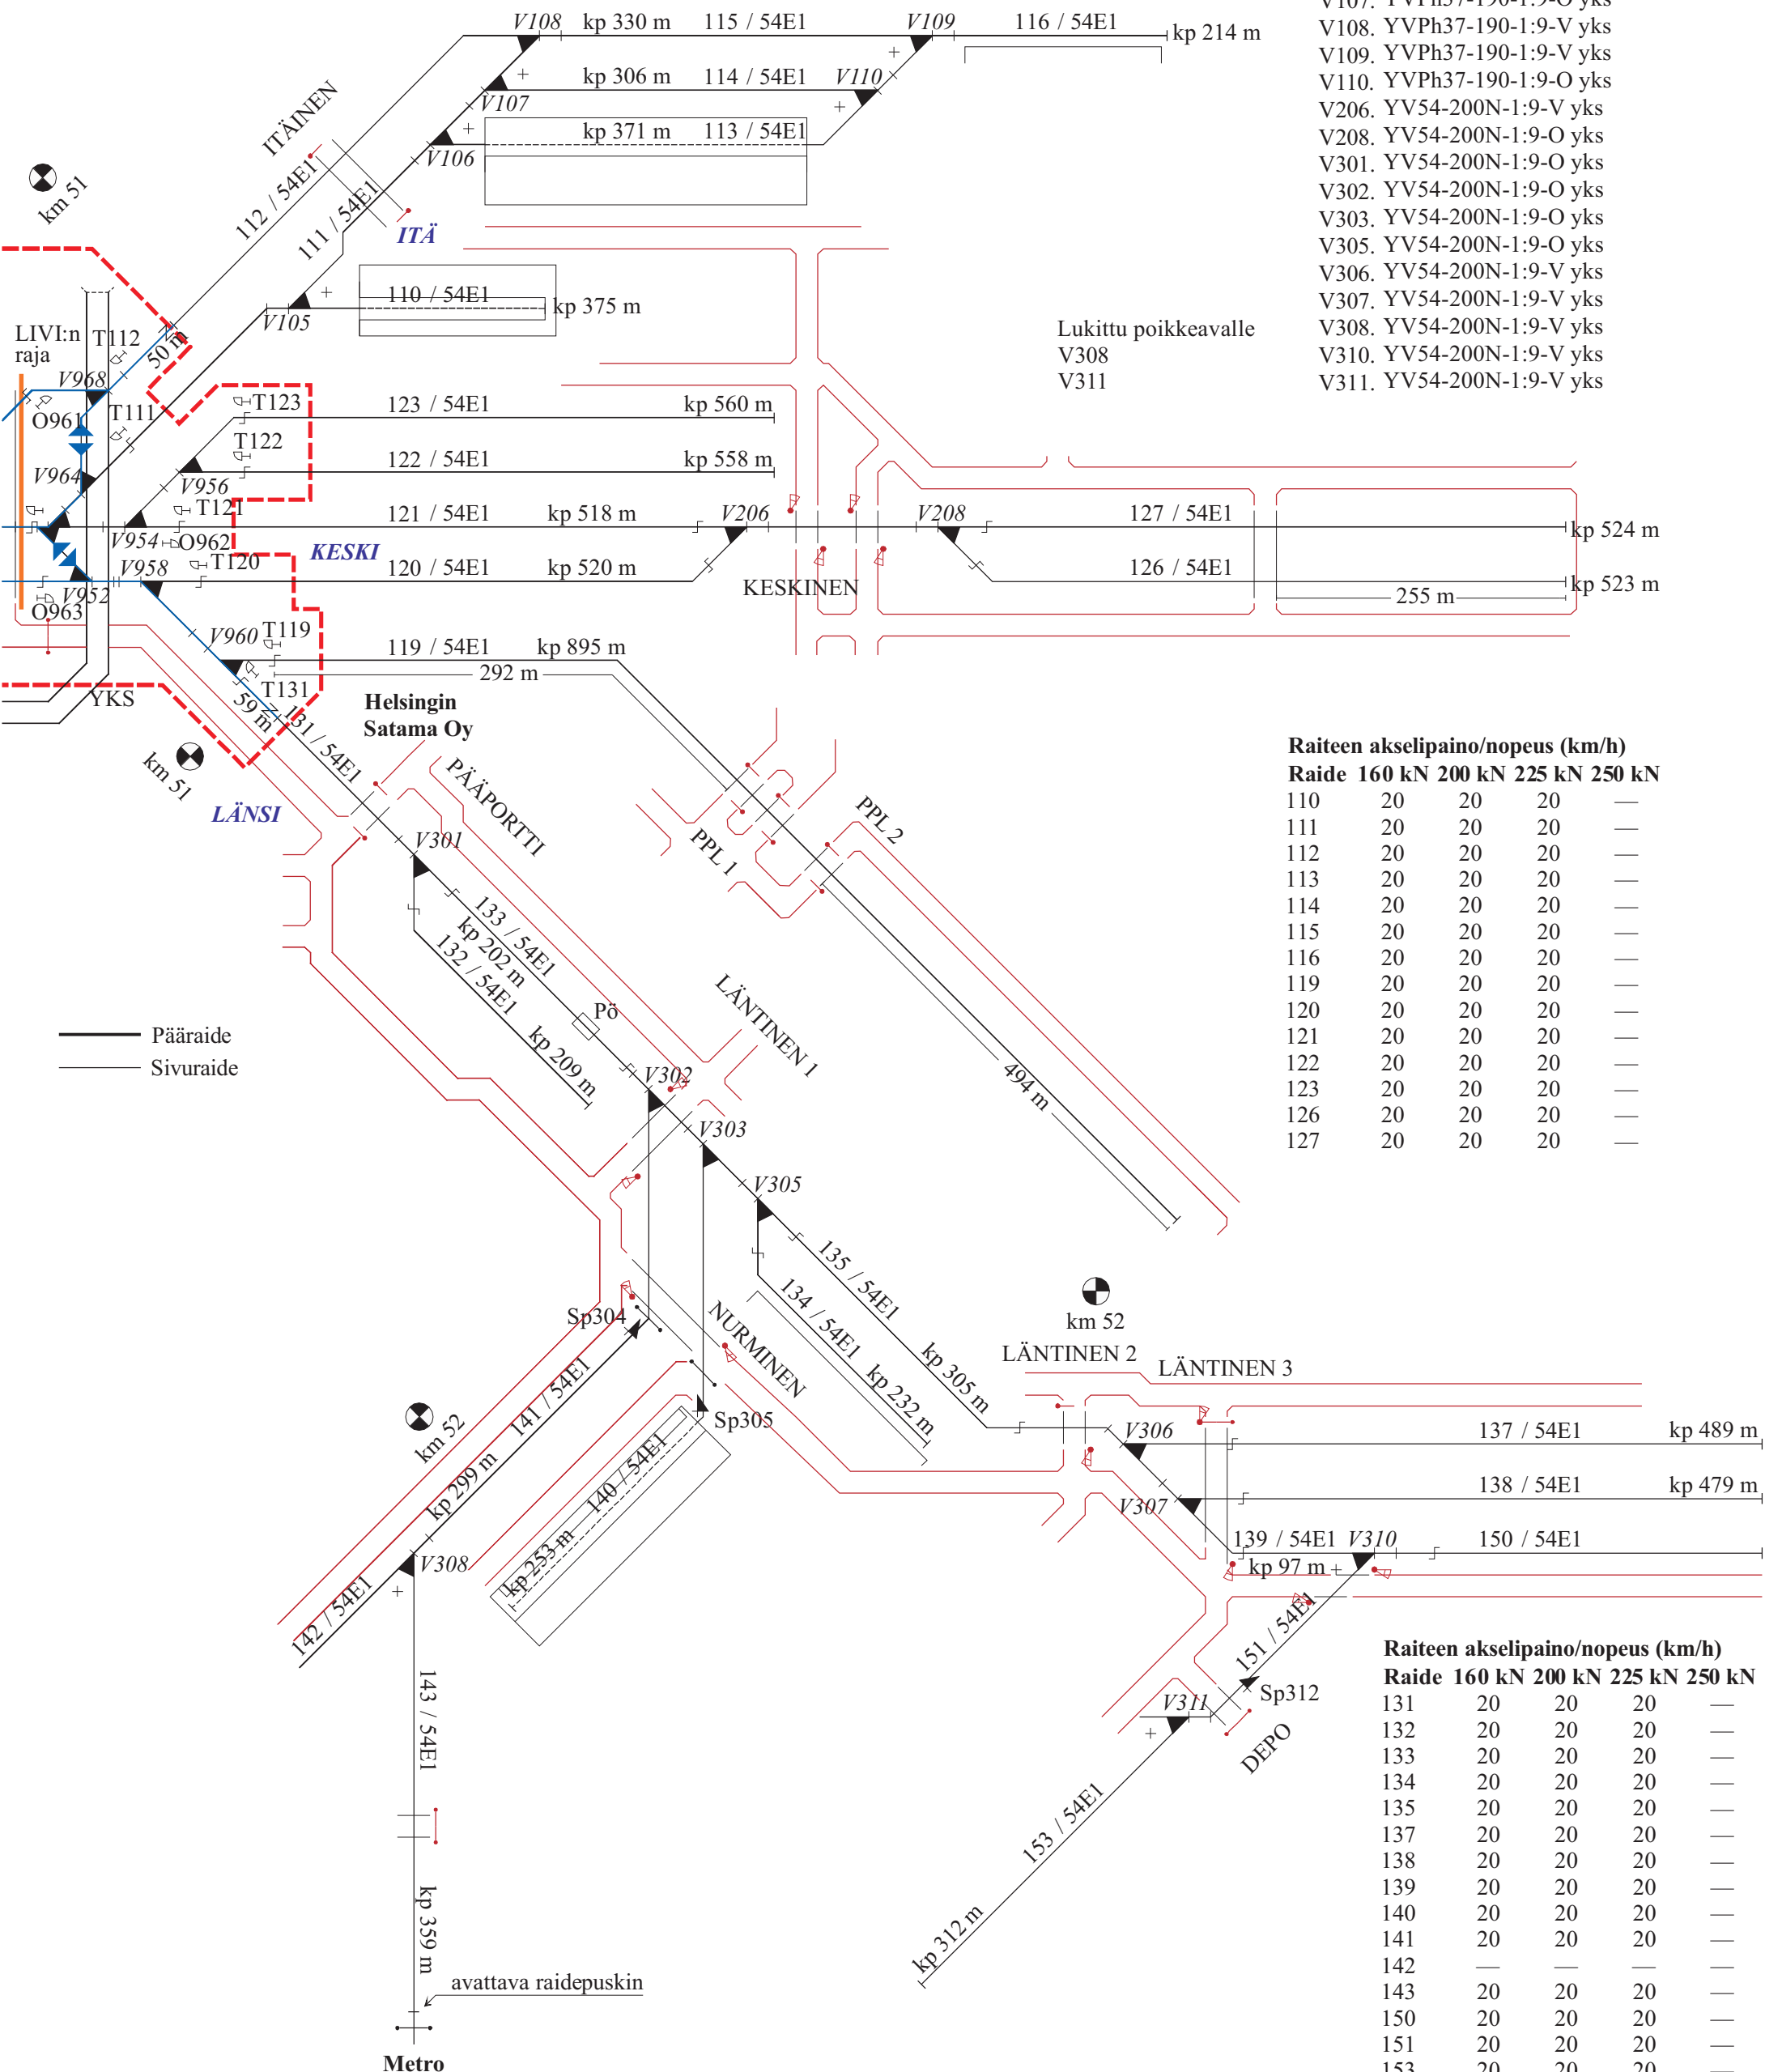 V107. YVPh37-190-1:9-O yks
V108. YVPh37-190-1:9-V yks
V109. YVPh37-190-1:9-V yks
V110. YVPh37-190-1:9-O yks
V206. YV54-200N-1:9-V yks
V208. YV54-200N-1:9-O yks
V301. YV54-200N-1:9-O yks
V302. YV54-200N-1:9-O yks
V303. YV54-200N-1:9-O yks
V305. YV54-200N-1:9-O yks
V306. YV54-200N-1:9-V yks
V307. YV54-200N-1:9-V yks
V308. YV54-200N-1:9-V yks
V310. YV54-200N-1:9-V yks
V311. YV54-200N-1:9-V yks
V108 kp 330 m 115 / 54E1 V109 116 / 54E1 kp 214 m
kp 306 m 114 / 54E1 V110
V107
kp 371 m 113 / 54E1
V106
ITÄINEN
112 / 54E1
111 / 54E1
ITÄ
km 51
110 / 54E1 kp 375 m
V105
Lukittu poikkeavalle
V308
V311
LIVI:n
raja
T112
50 m
V968
O961
T111
V964
T123
123 / 54E1 kp 560 m
T122
122 / 54E1 kp 558 m
V956
T121
121 / 54E1 kp 518 m V206 V208 127 / 54E1 kp 524 m
V954 O962
KESKI
V958 T120
120 / 54E1 kp 520 m 126 / 54E1 kp 523 m
KESKINEN
255 m
V952
O963
V960 T119
119 / 54E1 kp 895 m
292 m
T131
YKS
59 m
131 / 54E1
Helsingin
Satama Oy
km 51
LÄNSI
PÄÄPORTTI
PPL 1
PPL 2
494 m
Raiteen akselipaino/nopeus (km/h)
Raide 160 kN 200 kN 225 kN 250 kN
110 20 20 20 —
111 20 20 20 —
112 20 20 20 —
113 20 20 20 —
114 20 20 20 —
115 20 20 20 —
116 20 20 20 —
119 20 20 20 —
120 20 20 20 —
121 20 20 20 —
122 20 20 20 —
123 20 20 20 —
126 20 20 20 —
127 20 20 20 —
V301
133 / 54E1
kp 202 m
132 / 54E1
kp 209 m
Pö
Pääraide
Sivuraide
LÄNTINEN 1
V302
V303
V305
135 / 54E1
kp 305 m
134 / 54E1
kp 232 m
Sp304
NURMINEN
Sp305
141 / 54E1
kp 299 m
km 52
140 / 54E1
kp 253 m
V308
142 / 54E1
143 / 54E1
kp 359 m
avattava raidepuskin
Metro
km 52
LÄNTINEN 2
LÄNTINEN 3
V306 137 / 54E1 kp 489 m
V307 138 / 54E1 kp 479 m
139 / 54E1 V310 150 / 54E1
kp 97 m
151 / 54E1
Sp312
V311
DEPO
153 / 54E1
kp 312 m
Raiteen akselipaino/nopeus (km/h)
Raide 160 kN 200 kN 225 kN 250 kN
131 20 20 20 —
132 20 20 20 —
133 20 20 20 —
134 20 20 20 —
135 20 20 20 —
137 20 20 20 —
138 20 20 20 —
139 20 20 20 —
140 20 20 20 —
141 20 20 20 —
142 — — — —
143 20 20 20 —
150 20 20 20 —
151 20 20 20 —
153 20 20 20 —